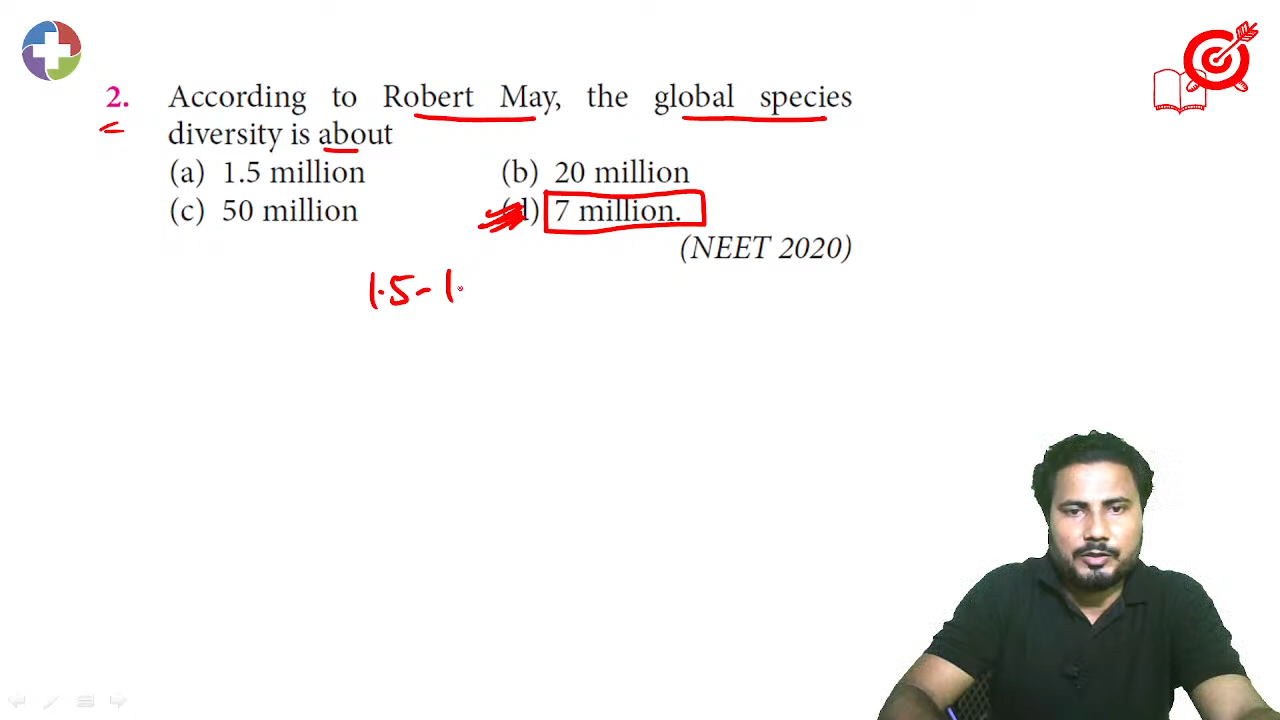 2. According to Robert May, the global species
diversity is about
(a) 1.5 million (b) 20 million
(c) 50 million (d) 7 million.
(NEET 2020)
1.5-1.